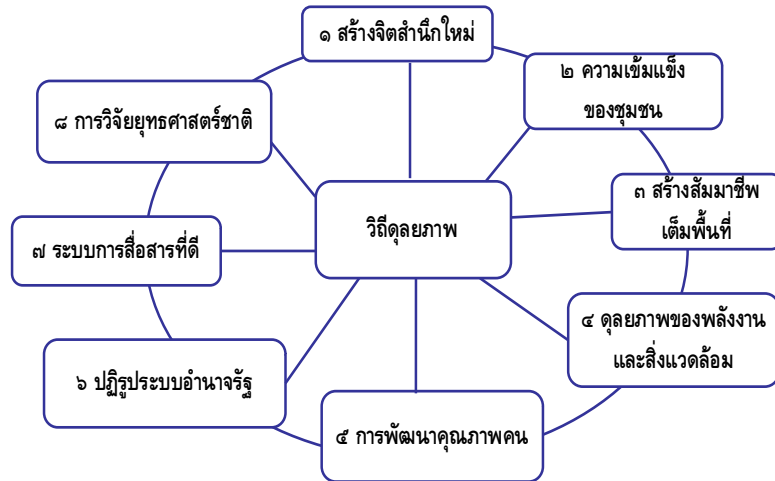 ๑ สร้างจิตสำนึกใหม่
๒ ความเข้มแข็ง
ของชุมชน
๓ สร้างสัมมาชีพ
เต็มพื้นที่
๔ ดุลยภาพของพลังงาน
และสิ่งแวดล้อม
๕ การพัฒนาคุณภาพคน
๖ ปฏิรูประบบอำนาจรัฐ
๗ ระบบการสื่อสารที่ดี
๘ การวิจัยยุทธศาสตร์ชาติ
วิถีดุลยภาพ